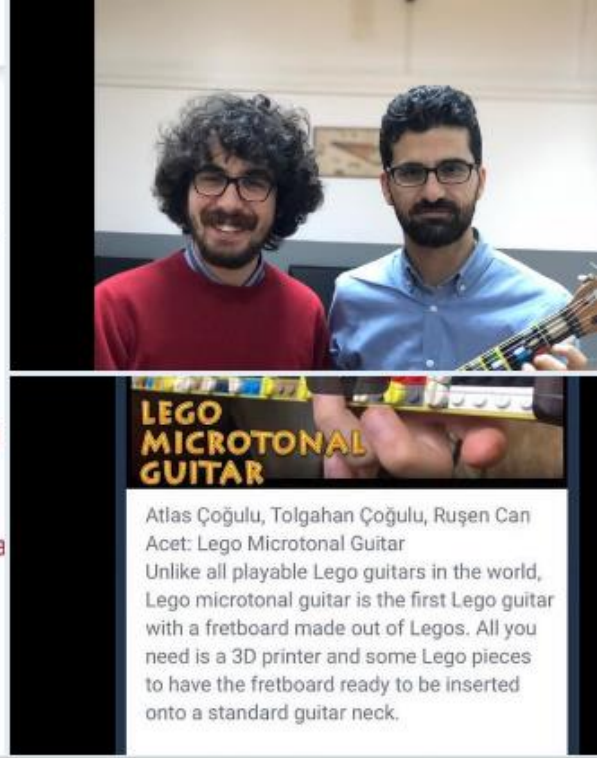 LEGO
MICROTONAL
GUITAR
Atlas Çoğulu, Tolgahan Çoğulu, Ruşen Can
Acet: Lego Microtonal Guitar
Unlike all playable Lego guitars in the world,
Lego microtonal guitar is the first Lego guitar
with a fretboard made out of Legos. All you
need is a 3D printer and some Lego pieces
to have the fretboard ready to be inserted
onto a standard guitar neck.